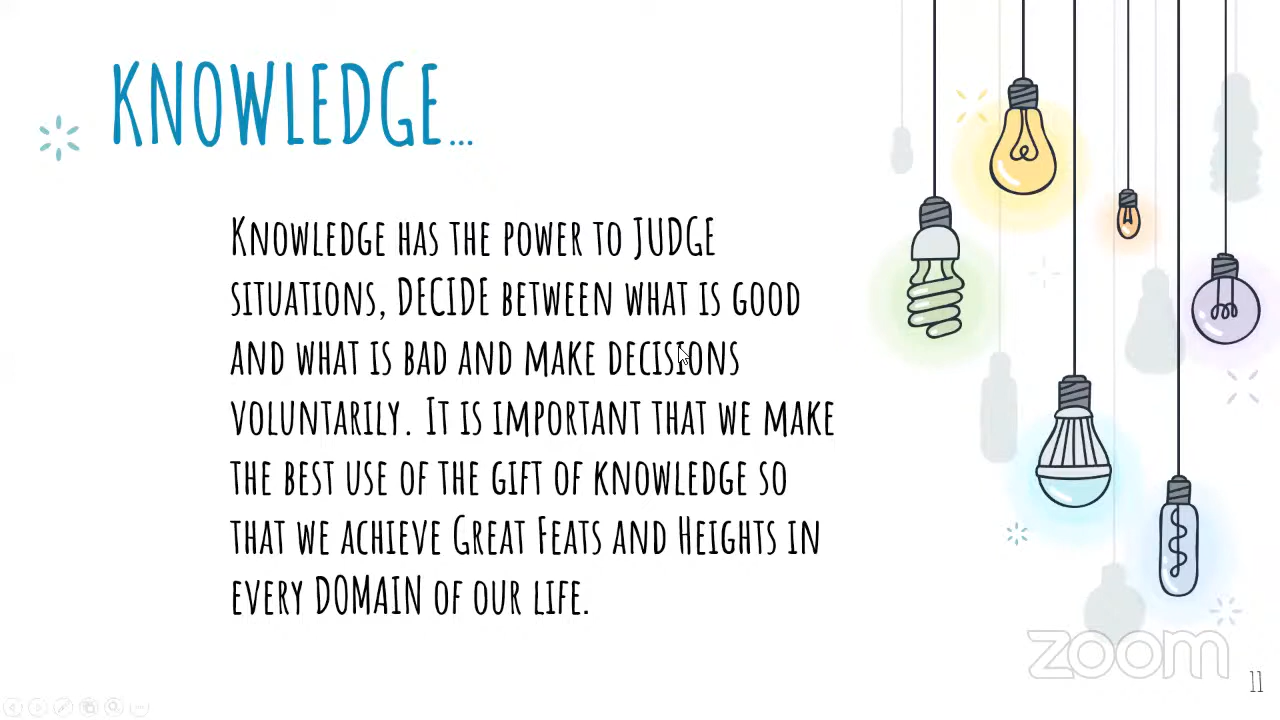 KNOWLEDGE...
Knowledge has the power to JUDGE
situations, DECIDE between what is good
and what is bad and make decisions
voluntarily. It is important that we make
the best use of the gift of knowledge so
that we achieve Great Feats and Heights in
every DOMAIN of our life.
zoom
11